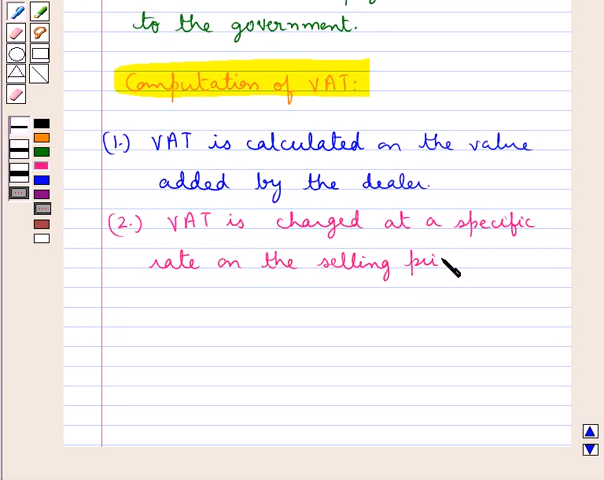 to the government.
Computation of VAT:
(1.) VAT is calculated on the value
added by the dealer.
(2.) VAT is charged at a specific
rate on the selling pri